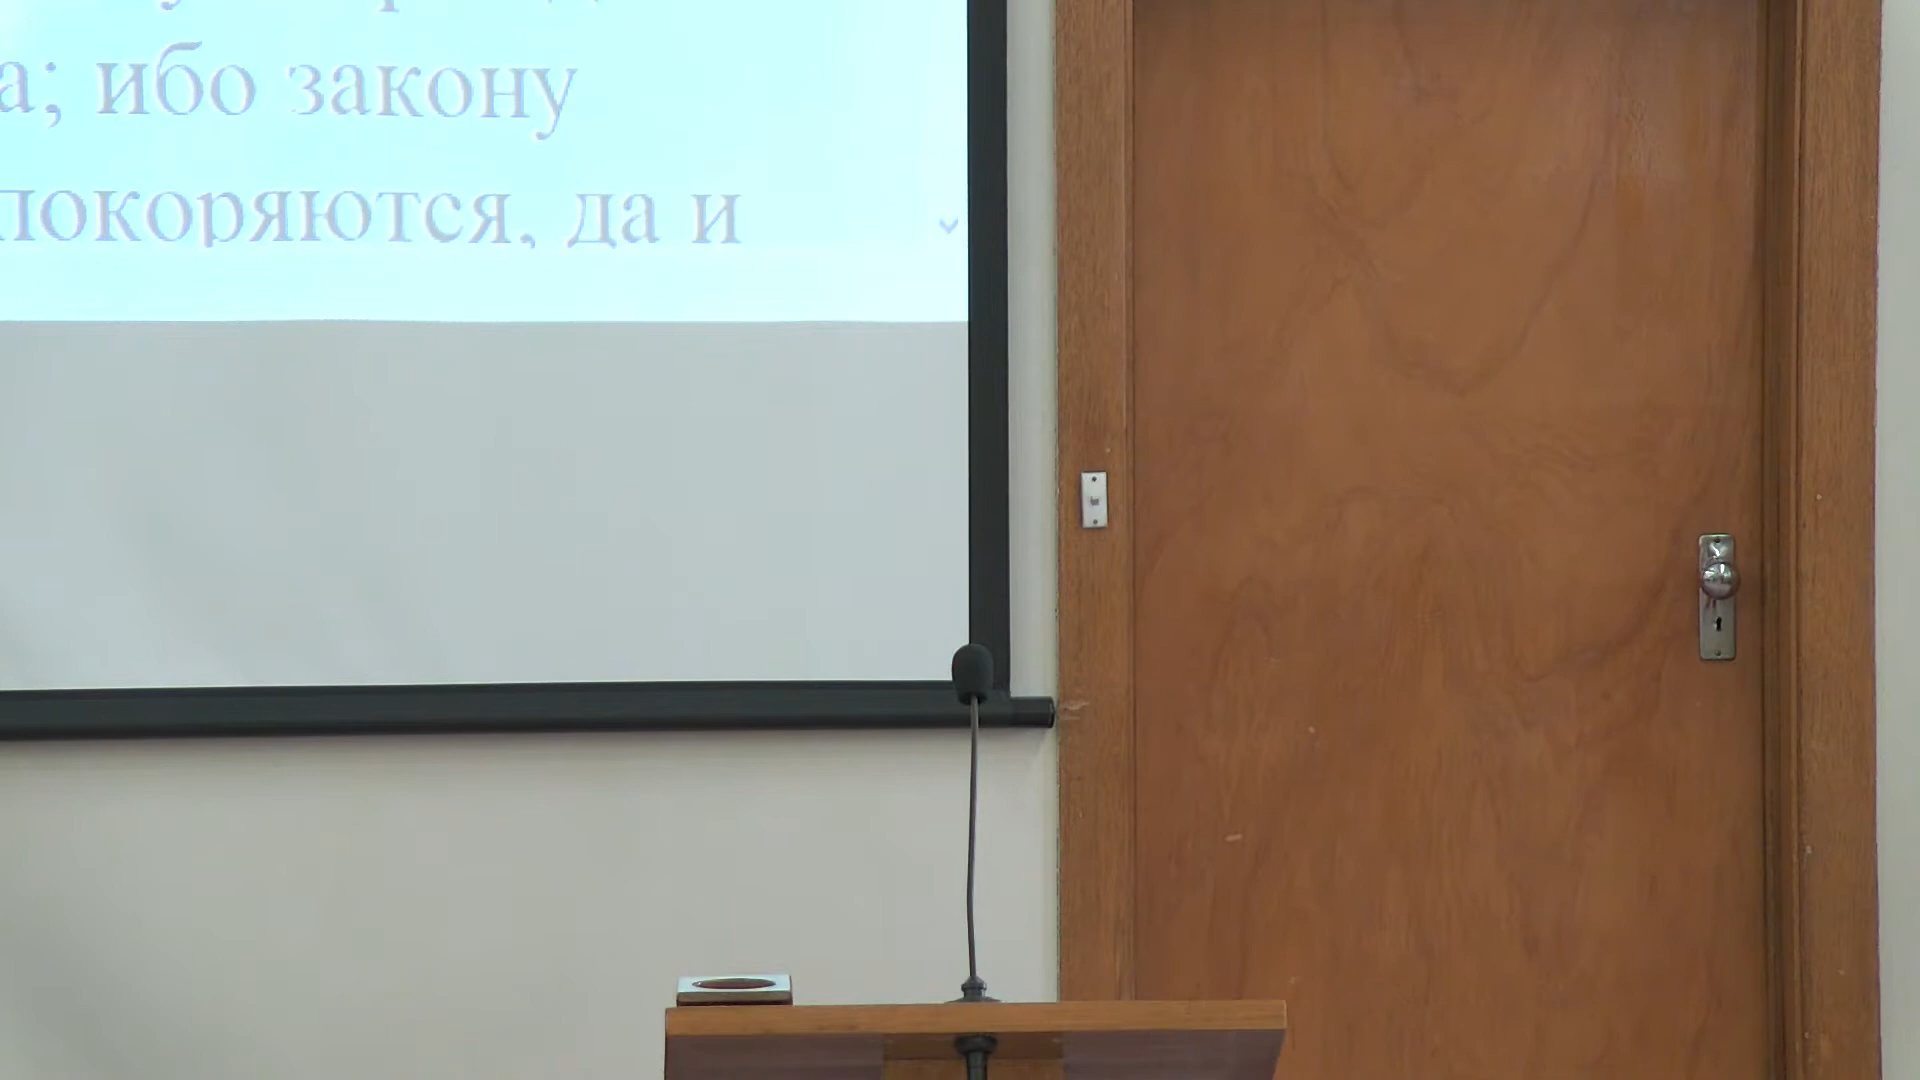 а; ибо закону
покоряются, да и